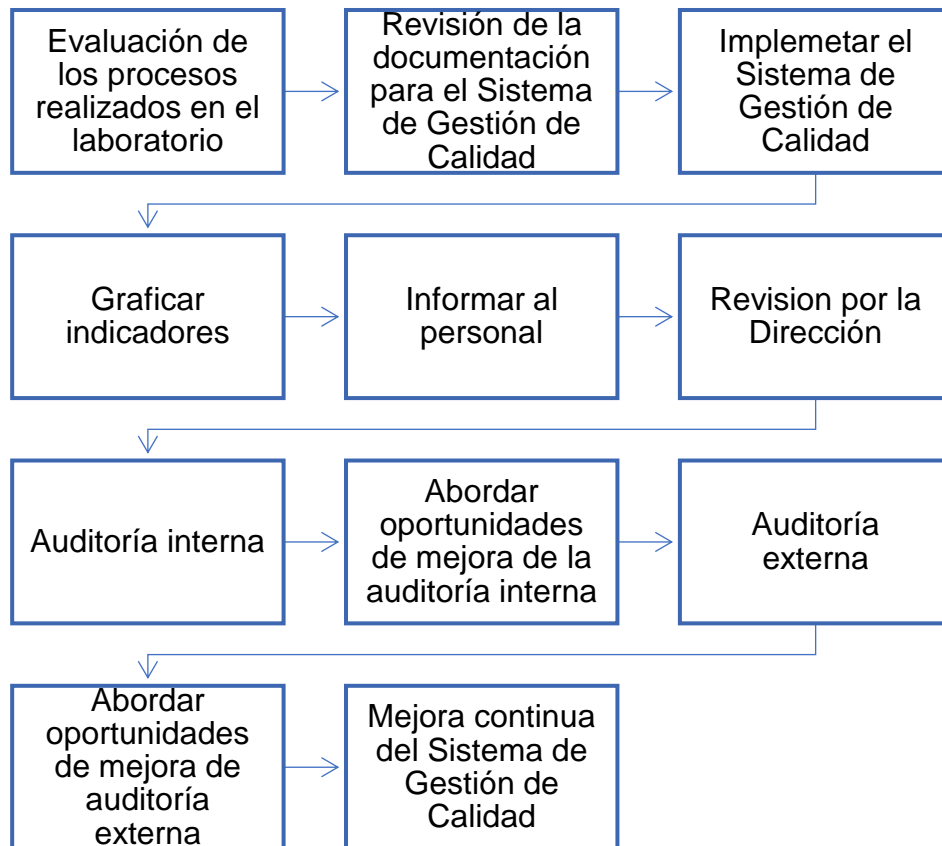 Evaluación de
los procesos
realizados en el
laboratorio
Revisión de la
documentación
para el Sistema
de Gestión de
Calidad
Implemetar el
Sistema de
Gestión de
Calidad
Graficar
indicadores
Informar al
personal
Revision por la
Dirección
Auditoría interna
Abordar
oportunidades
de mejora de la
auditoría interna
Auditoría
externa
Abordar
oportunidades
de mejora de
auditoría
externa
Mejora continua
del Sistema de
Gestión de
Calidad